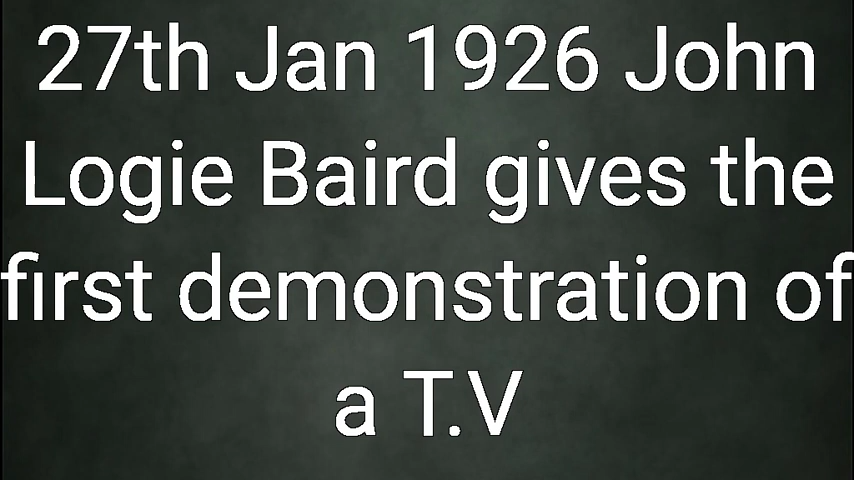 27th Jan 1926 John
Logie Baird gives the
first demonstration of
a T.V